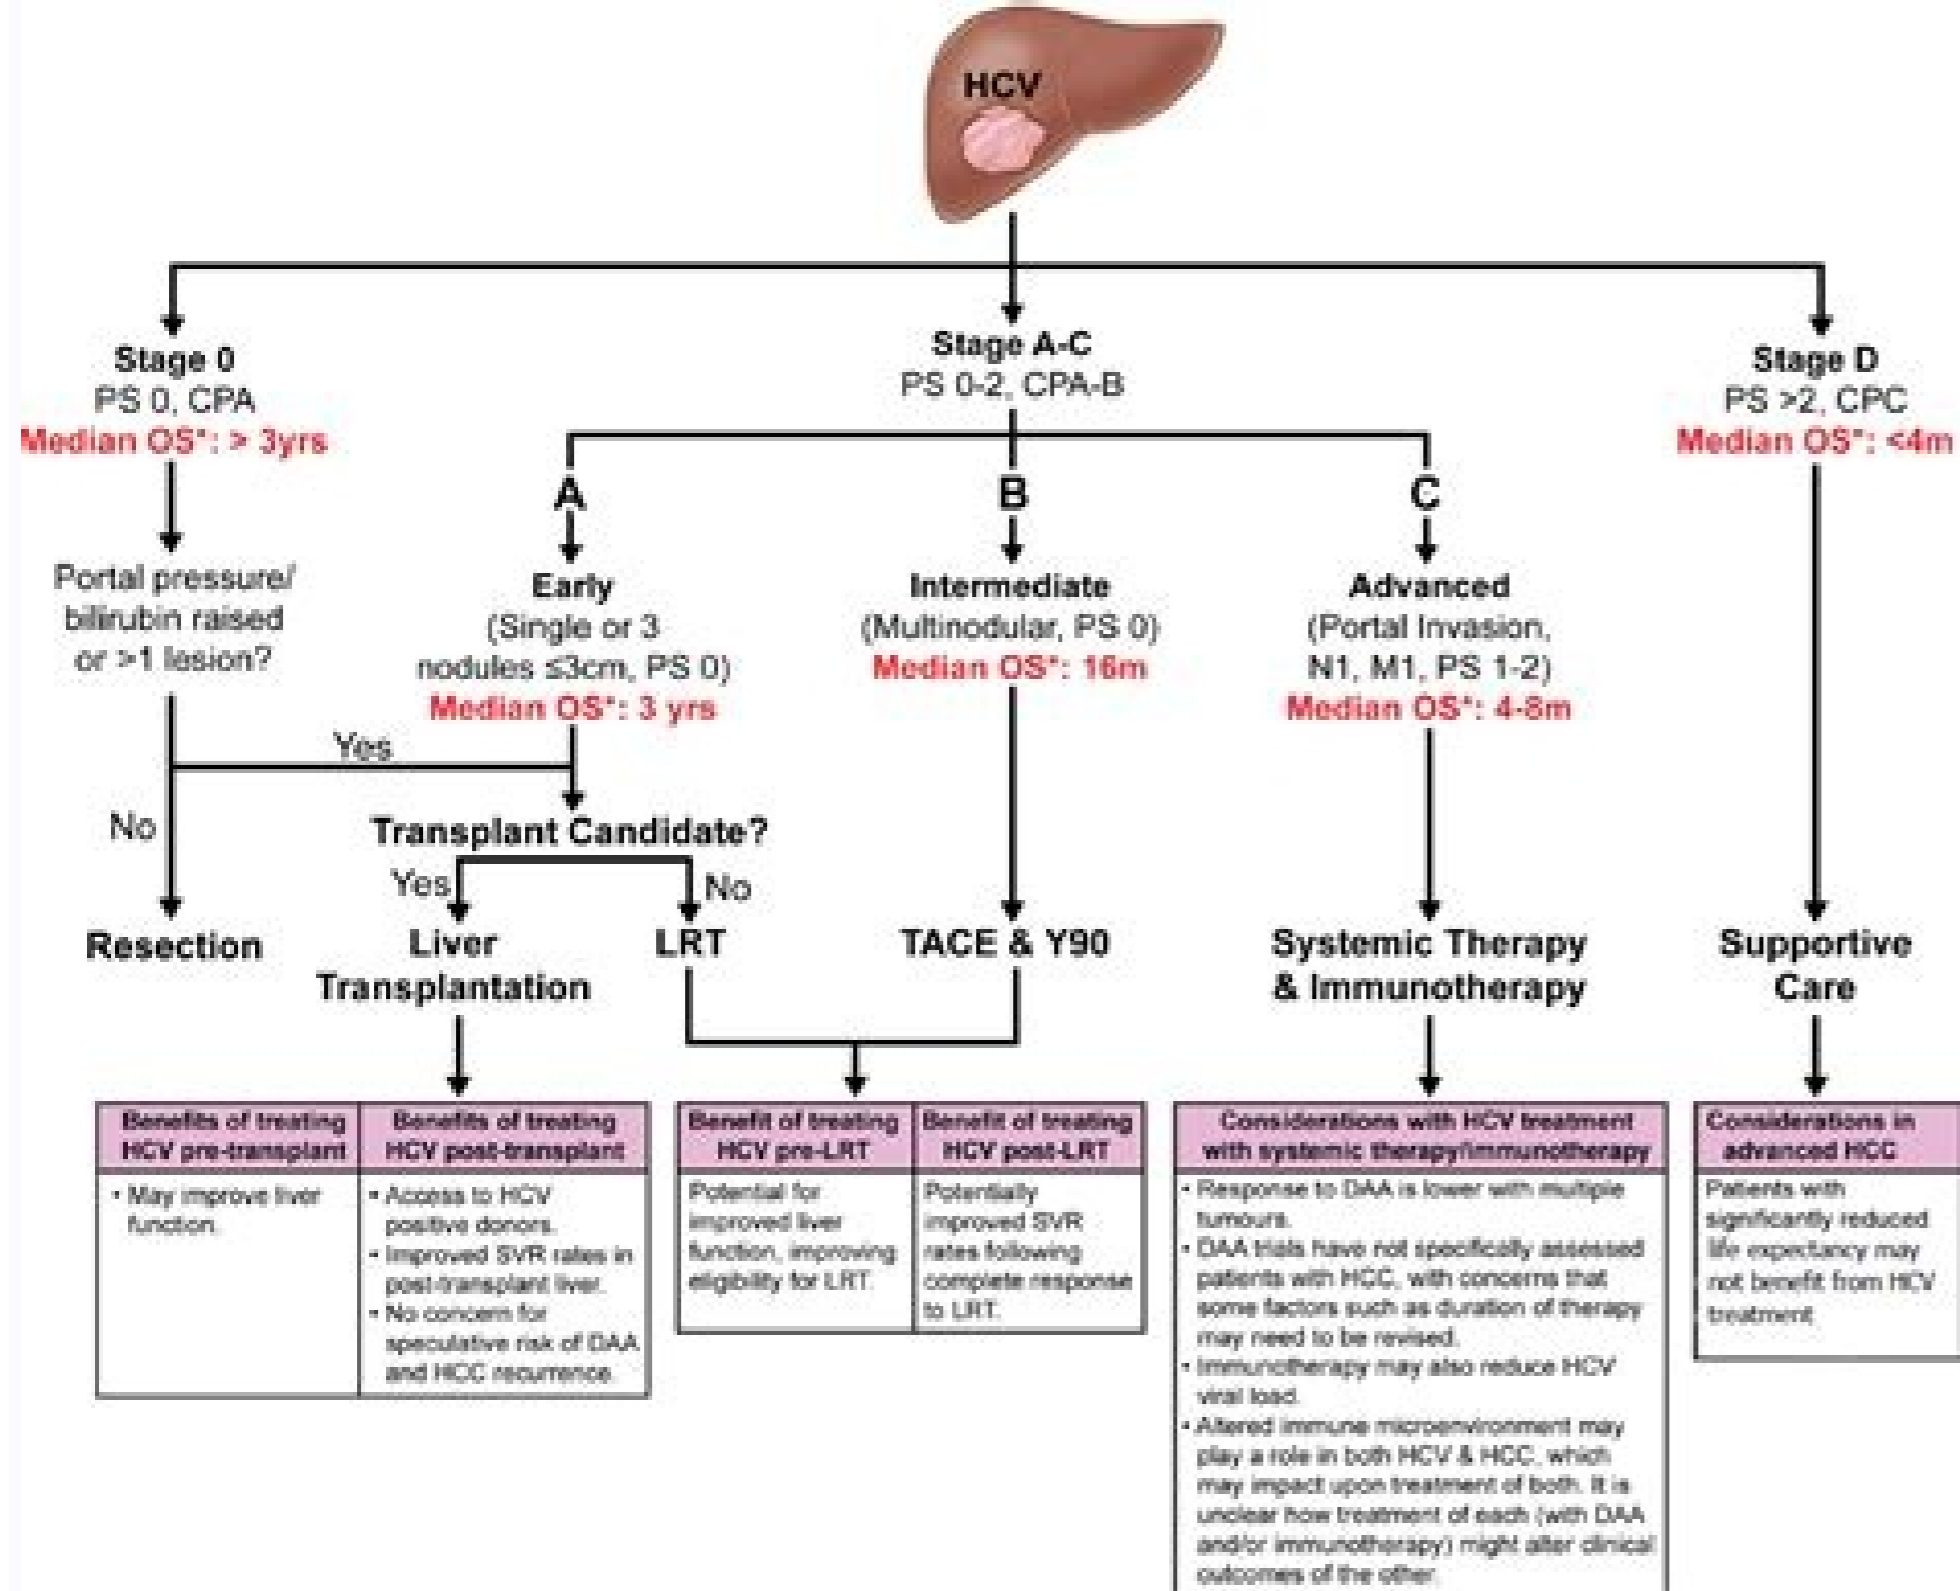 HCV
Stage 0
PS 0, CPA
Median OS*: > 3yrs
Stage A-C
PS 0-2, CPA-B
Stage D
PS >2, CPC
Median OS*: <4m
A
B
C
Portal pressure/
bilirubin raised
or >1 lesion?
Early
(Single or 3
nodules ≤3cm, PS 0)
Median OS*: 3 yrs
Intermediate
(Multinodular, PS 0)
Median OS*: 16m
Advanced
(Portal Invasion,
N1, M1, PS 1-2)
Median OS*: 4-8m
Yes
No
Transplant Candidate?
Yes
No
Resection
Liver
Transplantation
LRT
TACE & Y90
Systemic Therapy
& Immunotherapy
Supportive
Care
Benefits of treating
HCV pre-transplant
• May improve liver
function.
Benefits of treating
HCV post-transplant
• Access to HCV
positive donors.
• Improved SVR rates in
post-transplant liver.
• No concern for
speculative risk of DAA
and HCC recurrence.
Benefit of treating
HCV pre-LRT
Potential for
improved liver
function, improving
eligibility for LRT.
Benefit of treating
HCV post-LRT
Potentially
improved SVR
rates following
complete response
to LRT.
Considerations with HCV treatment
with systemic therapy/immunotherapy
• Response to DAA is lower with multiple
tumours.
• DAA trials have not specifically assessed
patients with HCC, with concerns that
some factors such as duration of therapy
may need to be revised.
• Immunotherapy may also reduce HCV
viral load.
• Altered immune microenvironment may
play a role in both HCV & HCC, which
may impact upon treatment of both. It is
unclear how treatment of each (with DAA
and/or immunotherapy) might alter clinical
outcomes of the other.
Considerations in
advanced HCC
Patients with
significantly reduced
life expectancy may
not benefit from HCV
treatment